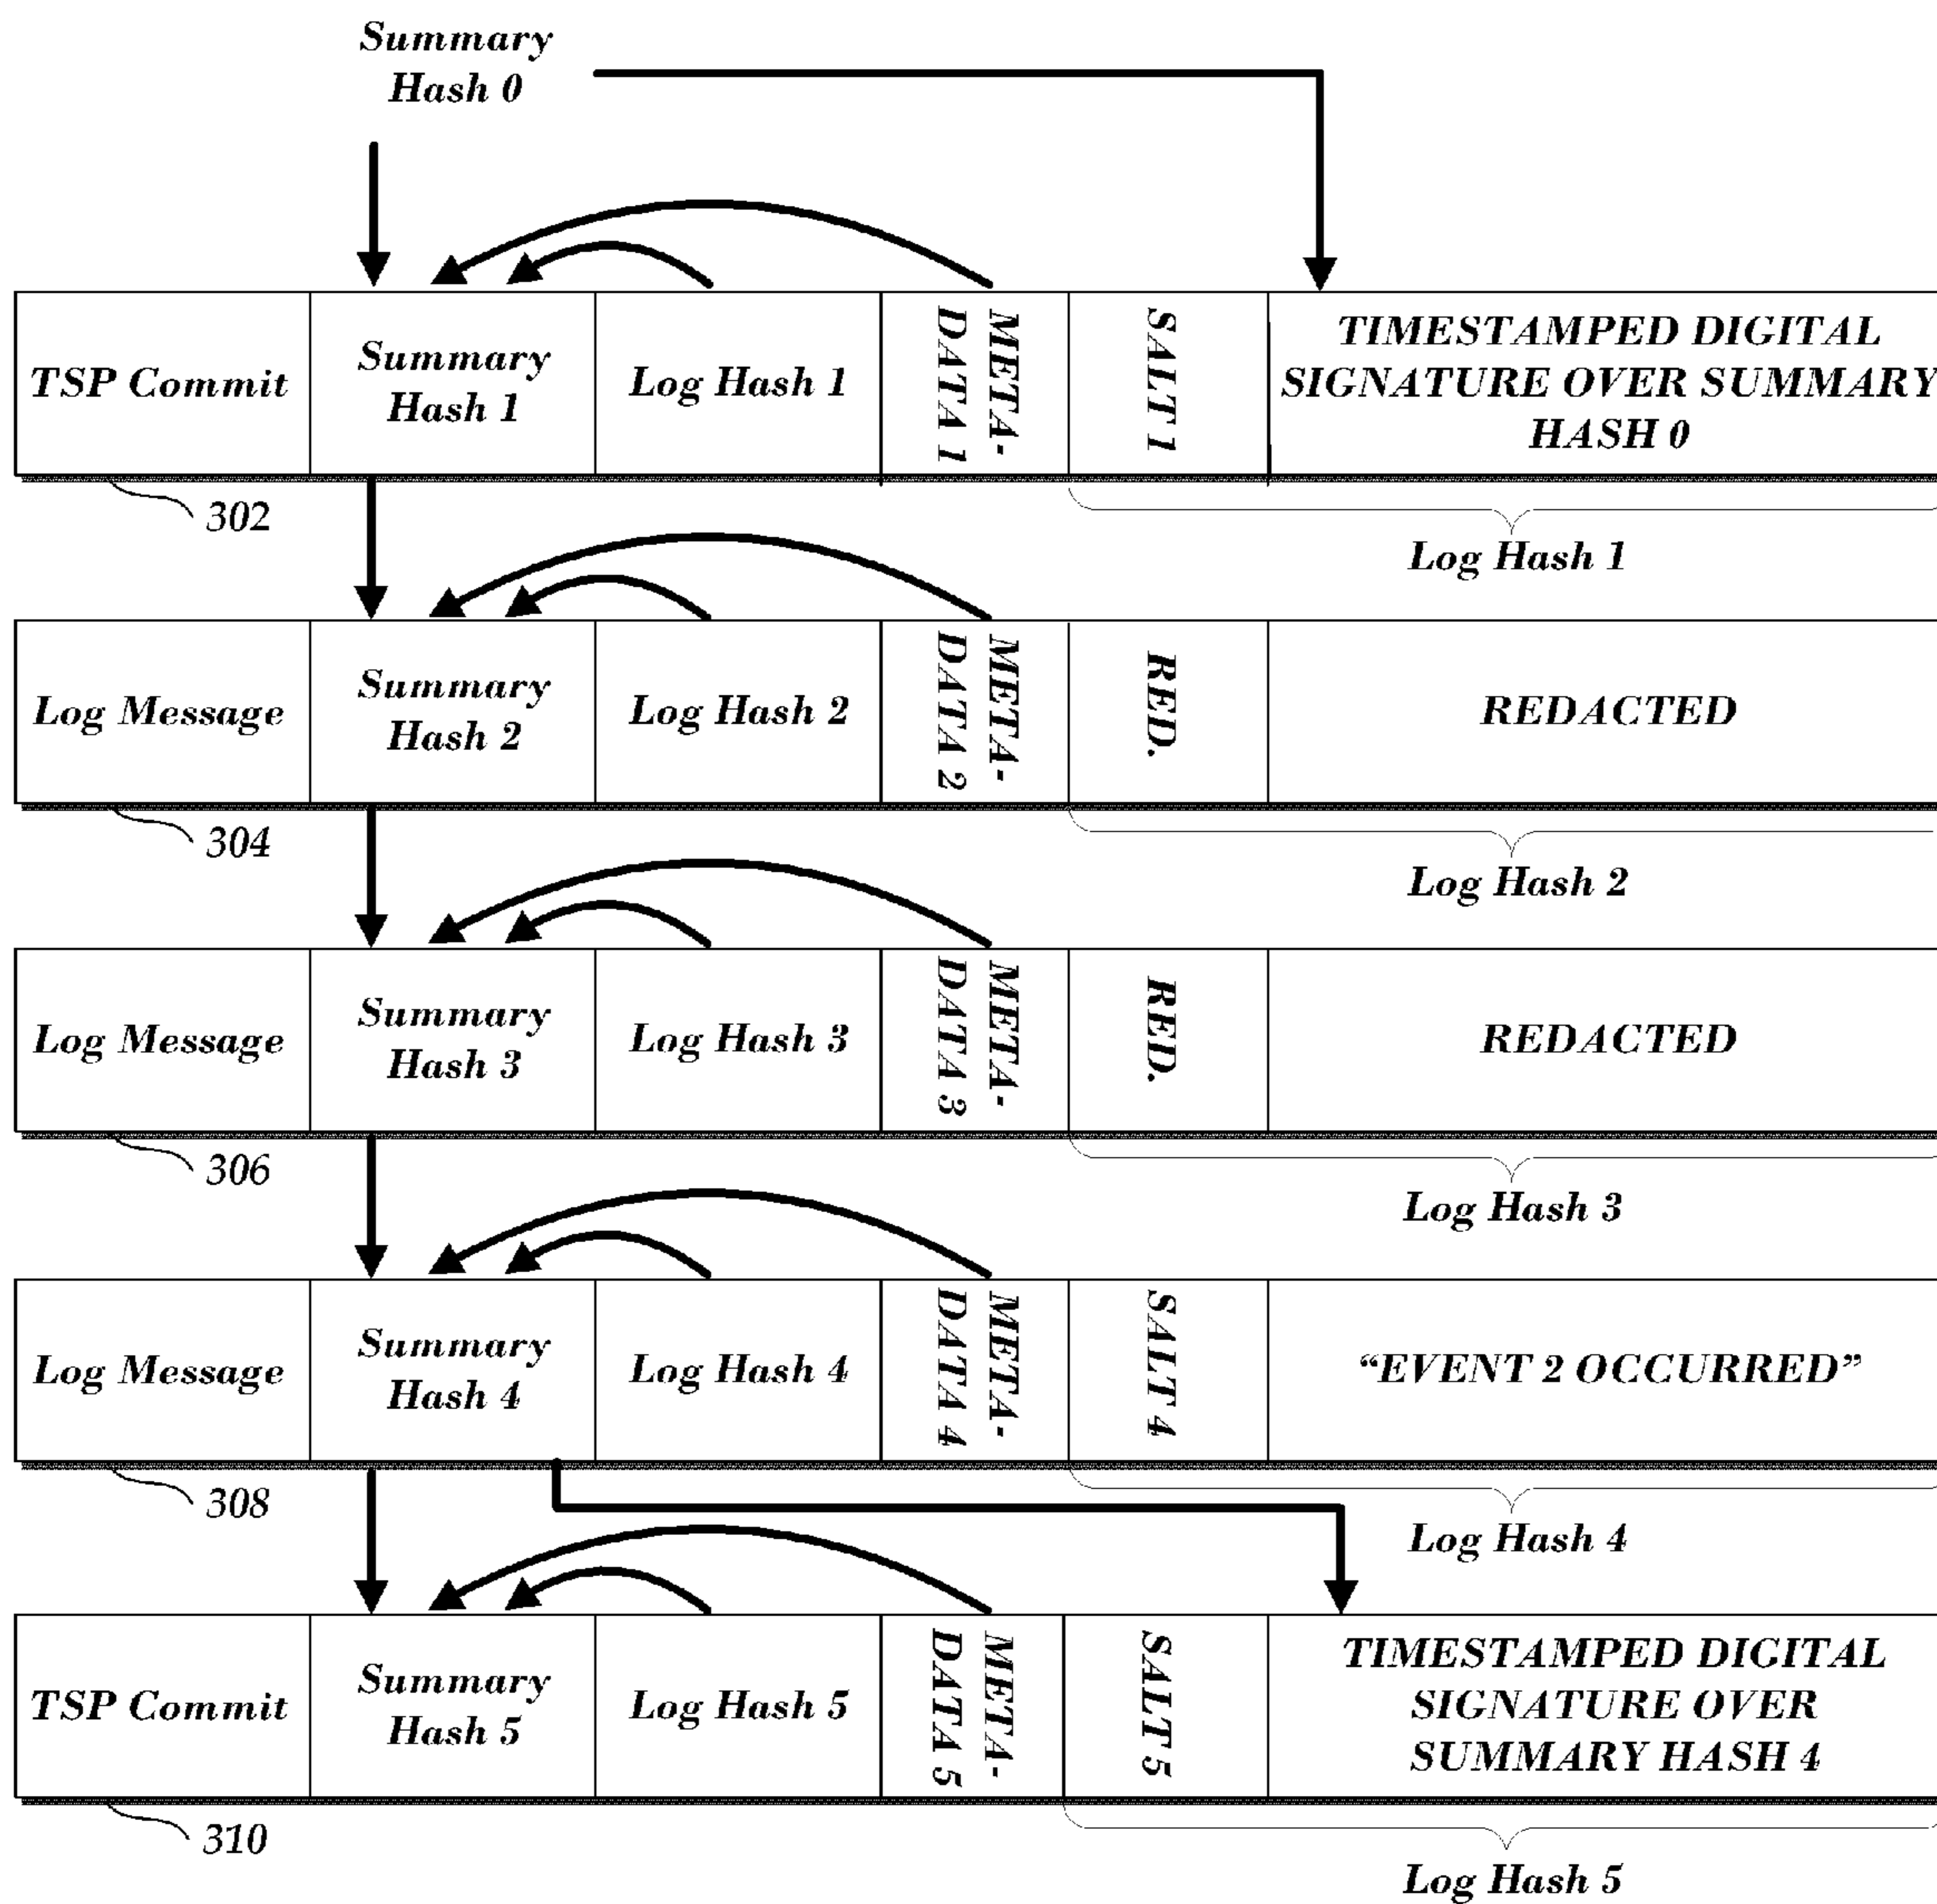 Summary
Hash 0
TSP Commit
Summary
Hash 1
Log Hash 1
META-
DATA 1
SALT 1
TIMESTAMPED DIGITAL
SIGNATURE OVER SUMMARY
HASH 0
302
Log Hash 1
Log Message
Summary
Hash 2
Log Hash 2
META-
DATA 2
RED.
REDACTED
304
Log Hash 2
Log Message
Summary
Hash 3
Log Hash 3
META-
DATA 3
RED.
REDACTED
306
Log Hash 3
Log Message
Summary
Hash 4
Log Hash 4
META-
DATA 4
SALT 4
“EVENT 2 OCCURRED”
308
Log Hash 4
TSP Commit
Summary
Hash 5
Log Hash 5
META-
DATA 5
SALT 5
TIMESTAMPED DIGITAL
SIGNATURE OVER
SUMMARY HASH 4
310
Log Hash 5